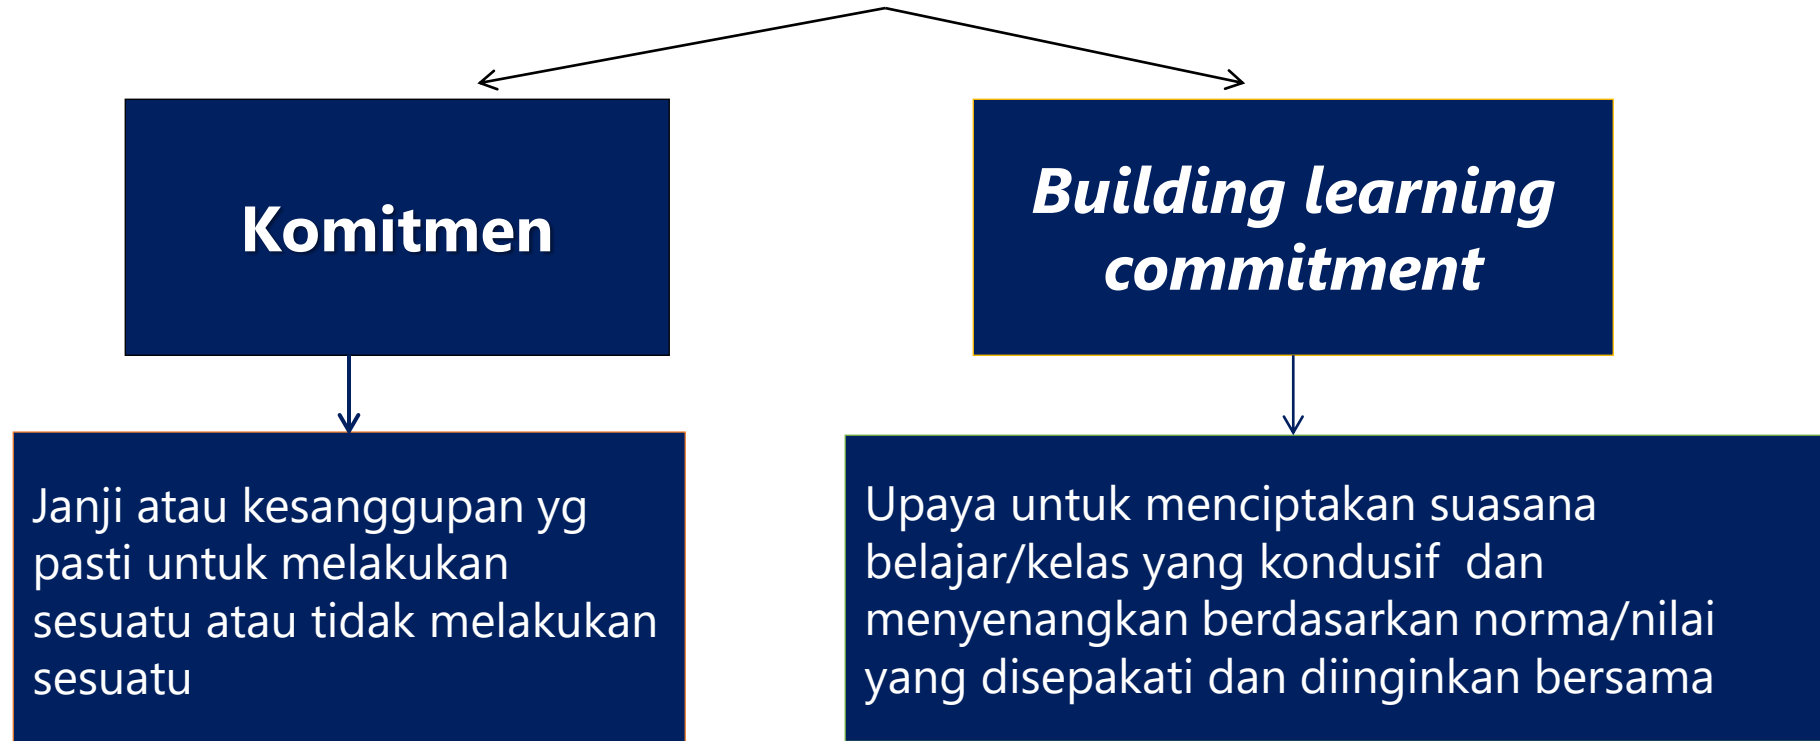 Komitmen
Building learning
commitment
Janji atau kesanggupan yg
pasti untuk melakukan
sesuatu atau tidak melakukan
sesuatu
Upaya untuk menciptakan suasana
belajar/kelas yang kondusif  dan
menyenangkan berdasarkan norma/nilai
yang disepakati dan diinginkan bersama